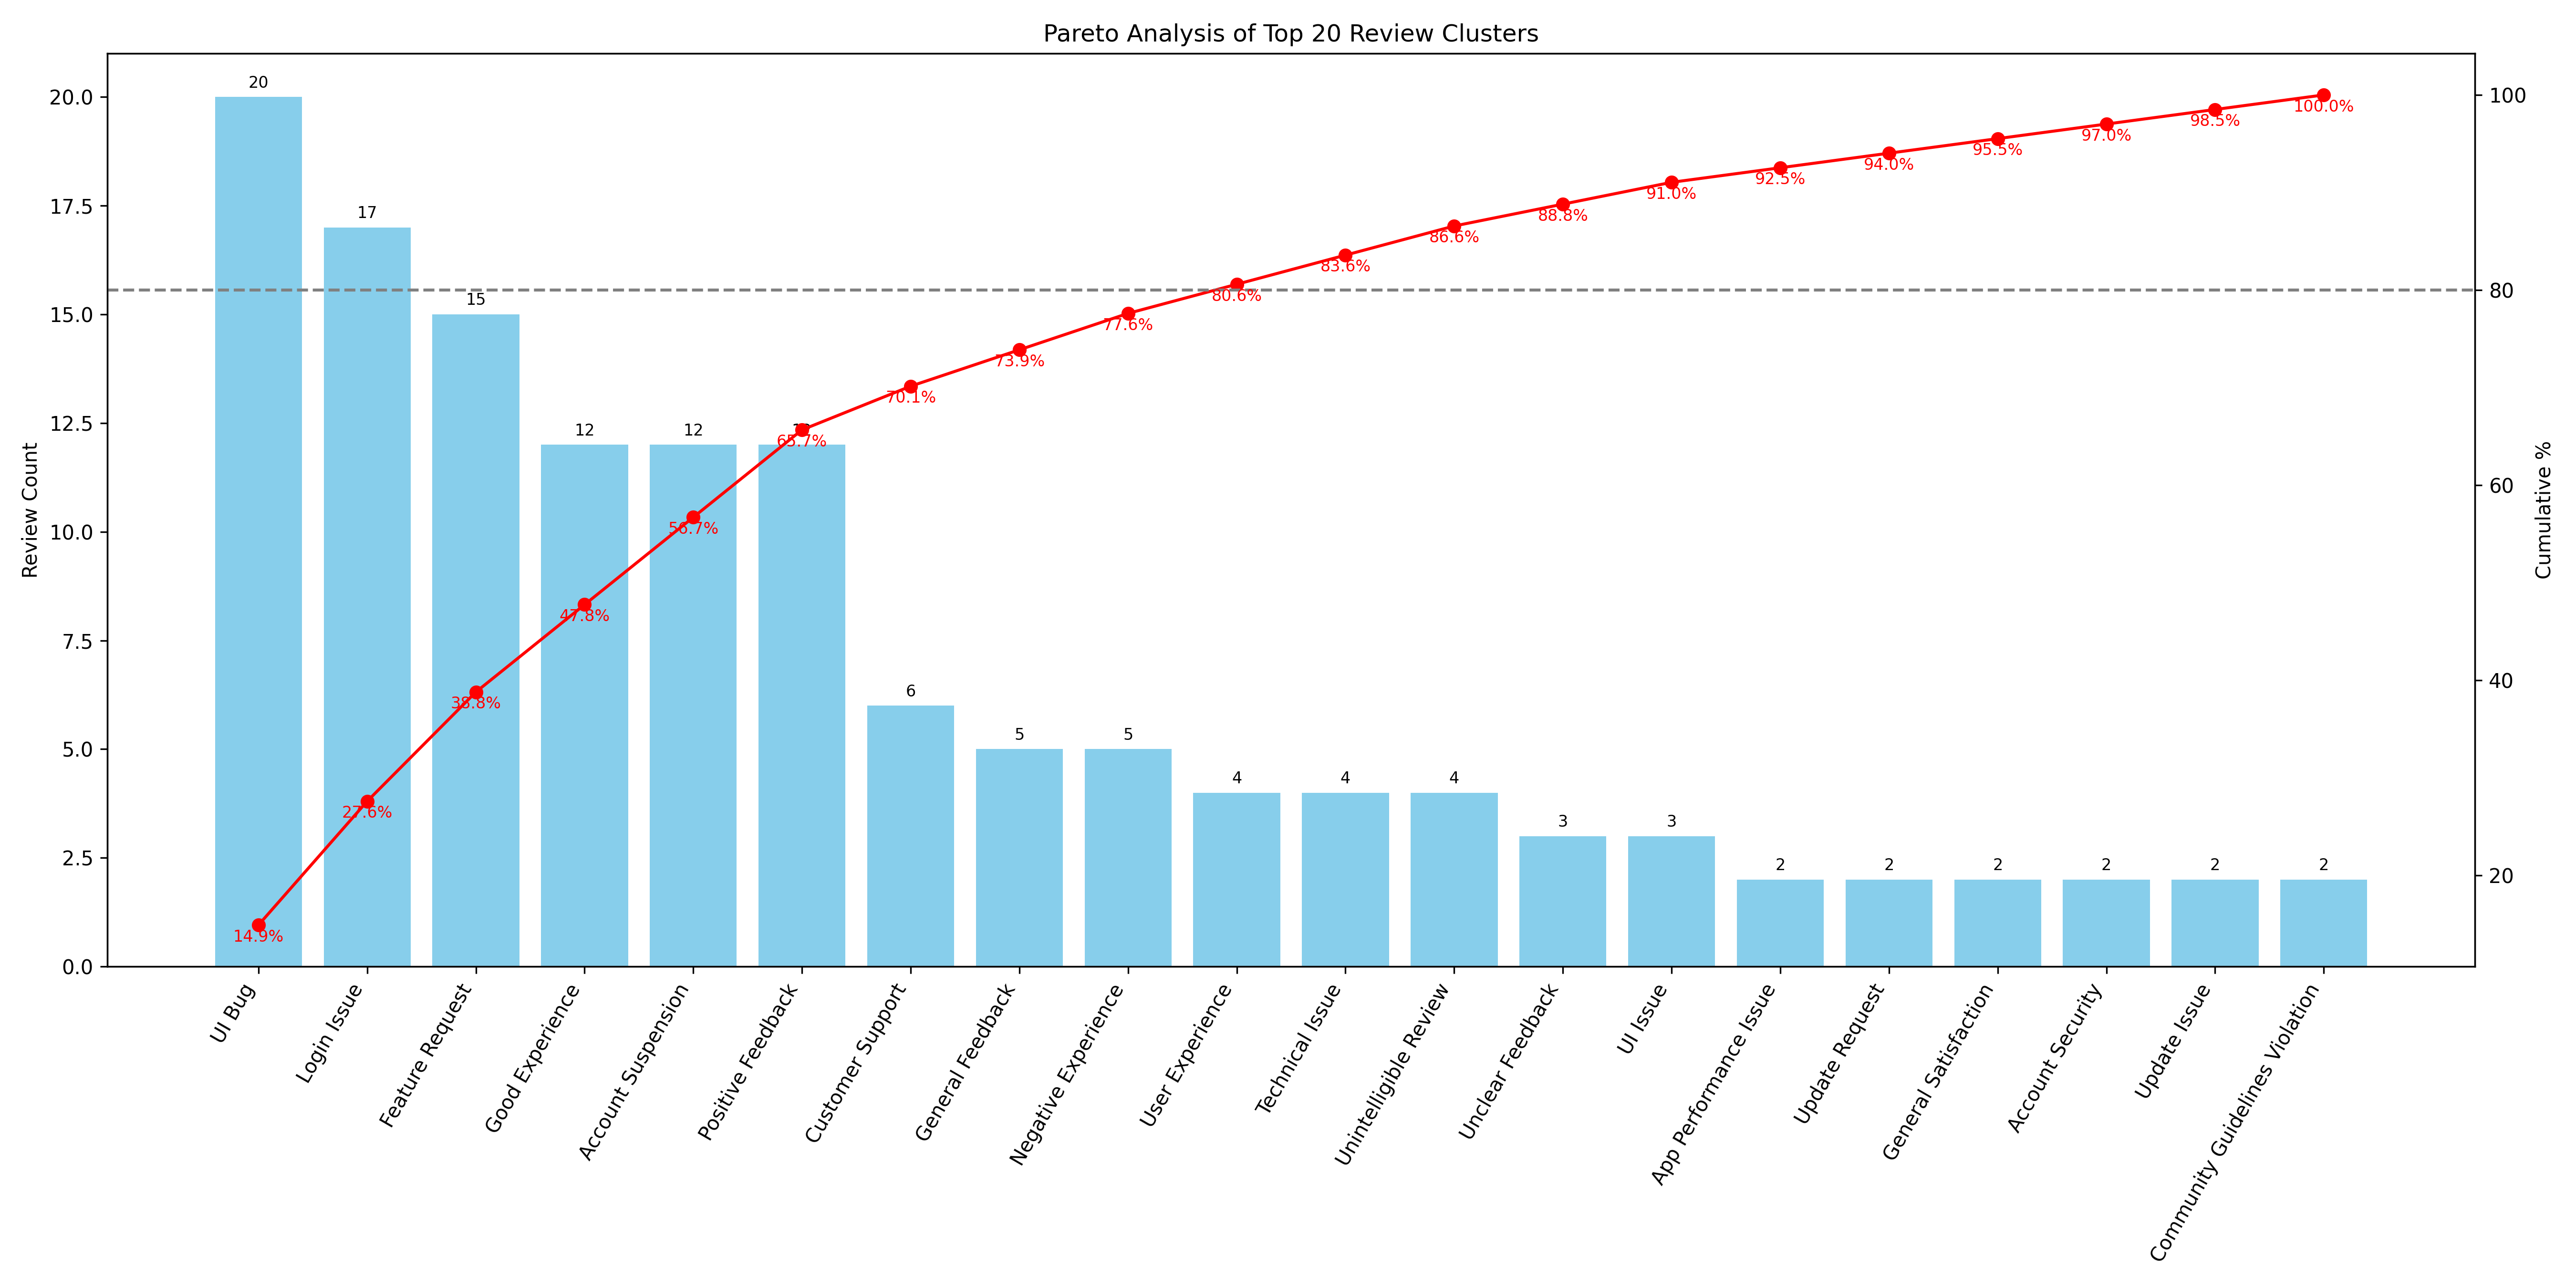 Pareto Analysis of Top 20 Review Clusters
Review Count
20.0
17.5
15.0
12.5
10.0
7.5
5.0
2.5
0.0
20
17
15
12
12
6
5
5
4
4
4
3
3
2
2
2
2
2
2
14.9%
27.6%
38.8%
47.8%
56.7%
65.7%
70.1%
73.9%
77.6%
80.6%
83.6%
86.6%
88.8%
91.0%
92.5%
94.0%
95.5%
97.0%
98.5%
100.0%
100
80
60
40
20
Cumulative %
UI Bug
Login Issue
Feature Request
Good Experience
Account Suspension
Positive Feedback
Customer Support
General Feedback
Negative Experience
User Experience
Technical Issue
Unintelligible Review
Unclear Feedback
UI Issue
App Performance Issue
Update Request
General Satisfaction
Account Security
Update Issue
Community Guidelines Violation